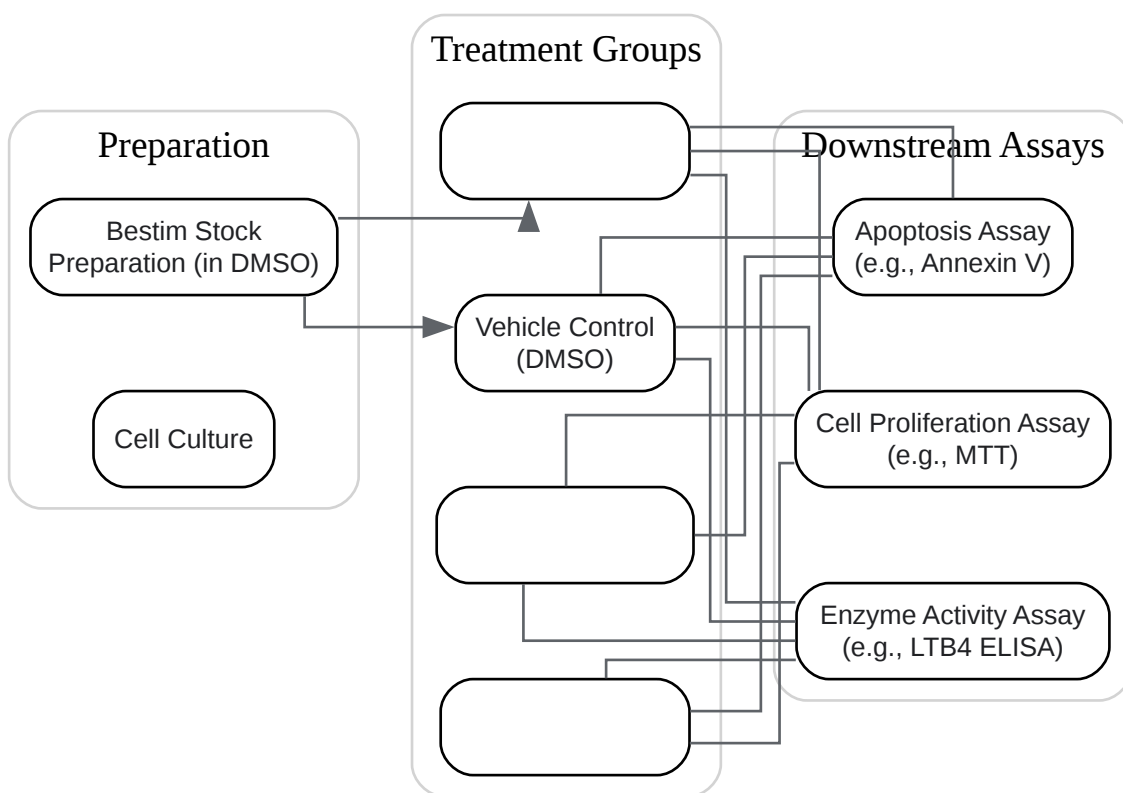 Preparation
Bestim Stock
Preparation (in DMSO)
Cell Culture
Treatment Groups
Vehicle Control
(DMSO)
Downstream Assays
Apoptosis Assay
(e.g., Annexin V)
Cell Proliferation Assay
(e.g., MTT)
Enzyme Activity Assay
(e.g., LTB4 ELISA)